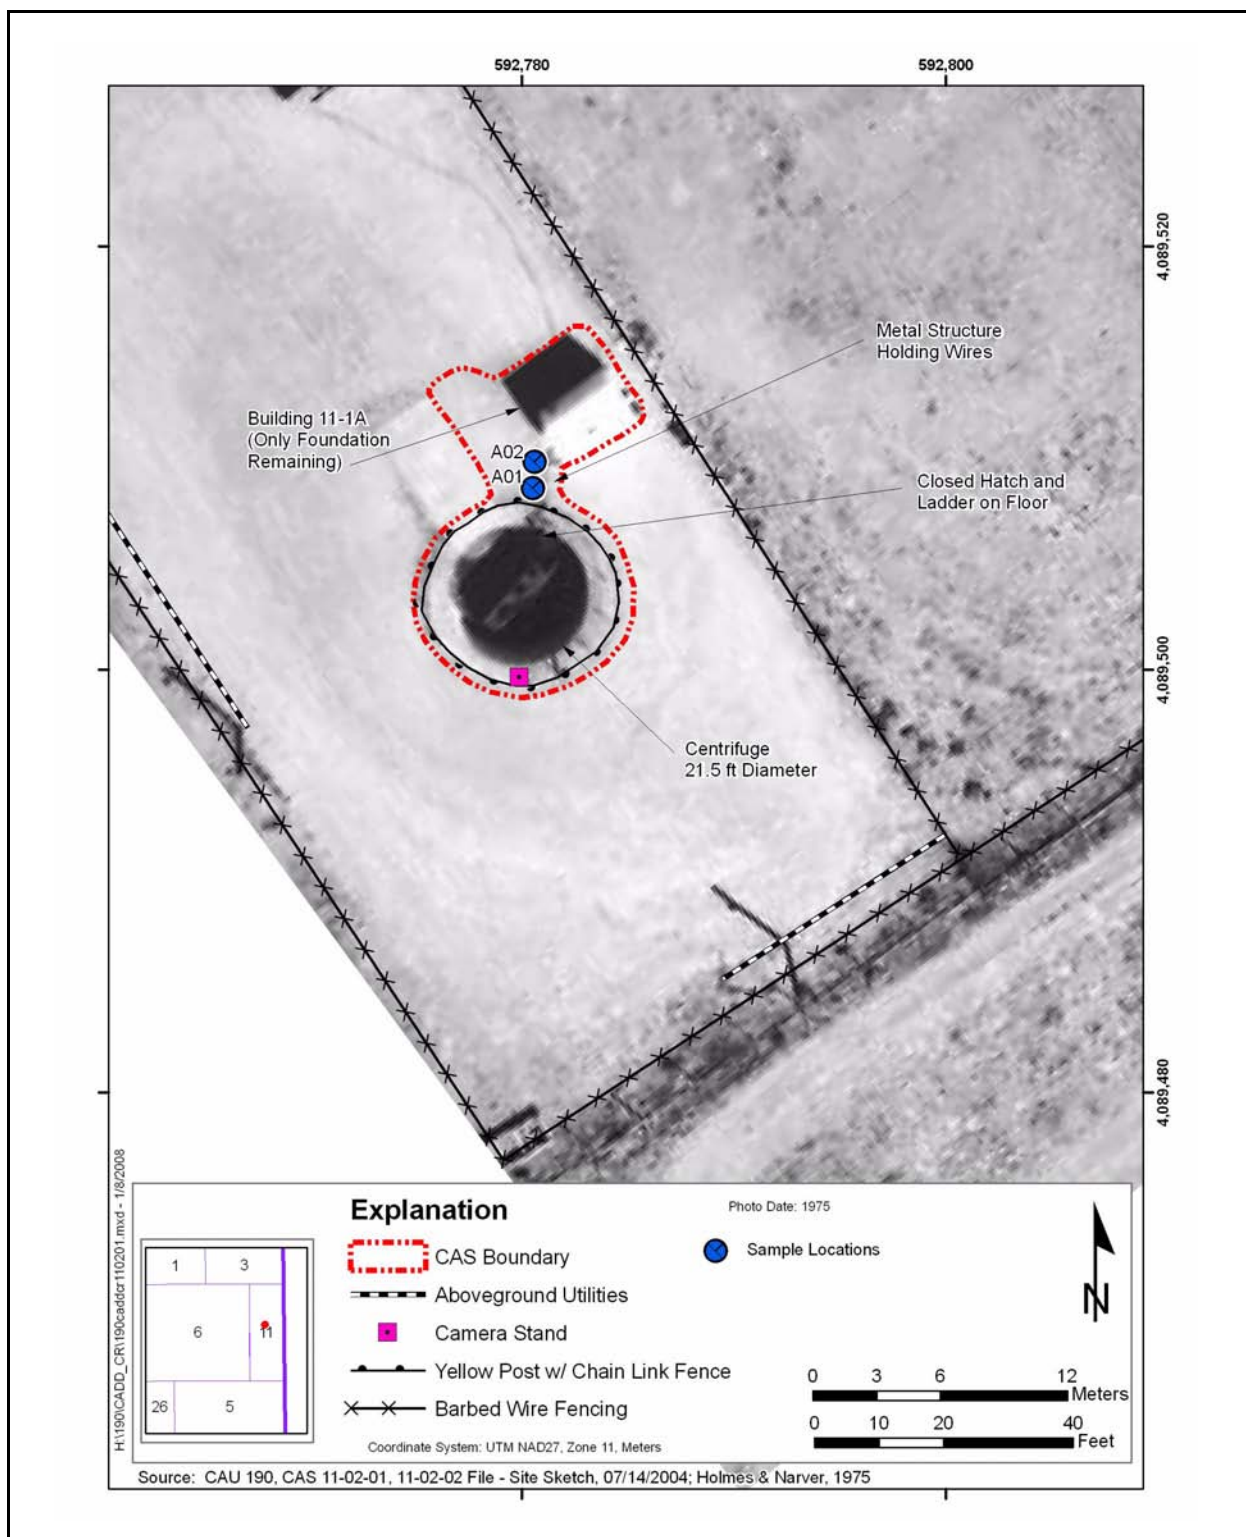 592,780
592,800
4,089,520
Metal Structure
Holding Wires
Building 11-1A
(Only Foundation
Remaining)
A02
A01
Closed Hatch and
Ladder on Floor
4,089,500
Centrifuge
21.5 ft Diameter
4,089,480
H:\190\CADD_CR\190caddcr110201.mxd - 1/8/2008
Explanation
Photo Date: 1975
CAS Boundary
Sample Locations
Aboveground Utilities
Camera Stand
Yellow Post w/ Chain Link Fence
Barbed Wire Fencing
1
3
6
11
26
5
N
0 3 6 12
Meters
0 10 20 40
Feet
Coordinate System: UTM NAD27, Zone 11, Meters
Source: CAU 190, CAS 11-02-01, 11-02-02 File - Site Sketch, 07/14/2004; Holmes & Narver, 1975